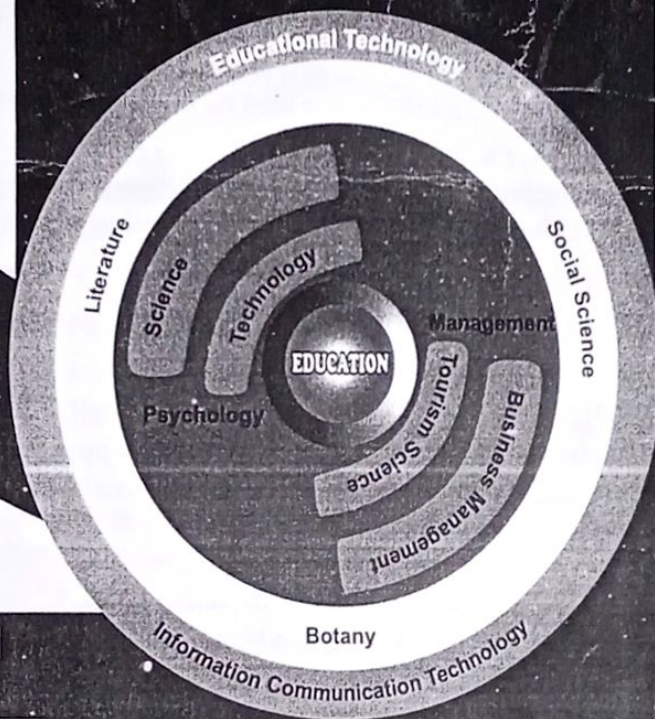 Educational Technology
Literature
Social Science
Science
Technology
Management
EDUCATION
Psychology
Tourism Science
Business Management
Botany
Information Communication Technology